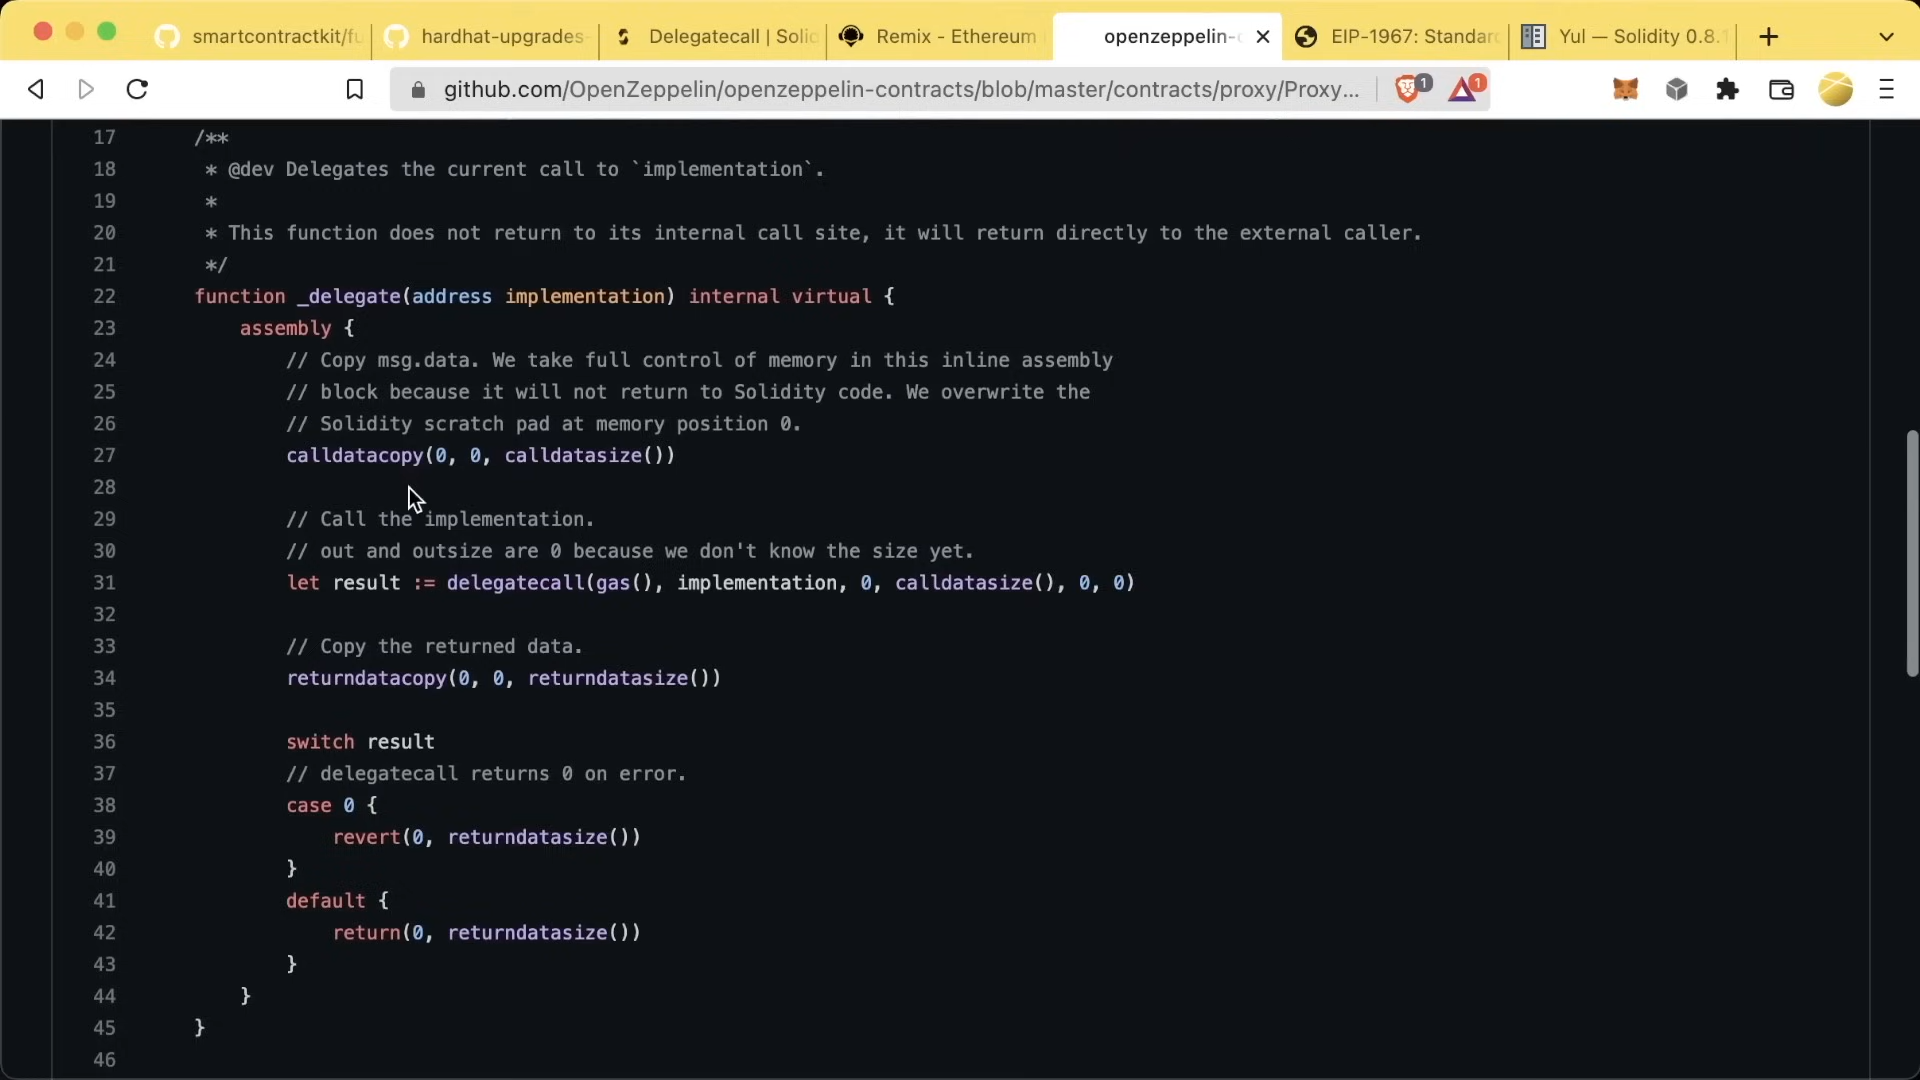 smartcontractkit/fu
hardhat-upgrades-
Delegatecall | Solid
Remix - Ethereum
openzeppelin-
EIP-1967: Standard
Yul — Solidity 0.8.1
github.com/OpenZeppelin/openzeppelin-contracts/blob/master/contracts/proxy/Proxy...
1
1
17 /**
18 * @dev Delegates the current call to `implementation`.
19 *
20 * This function does not return to its internal call site, it will return directly to the external caller.
21 */
22 function _delegate(address implementation) internal virtual {
23 assembly {
24 // Copy msg.data. We take full control of memory in this inline assembly
25 // block because it will not return to Solidity code. We overwrite the
26 // Solidity scratch pad at memory position 0.
27 calldatacopy(0, 0, calldatasize())
28
29 // Call the implementation.
30 // out and outsize are 0 because we don't know the size yet.
31 let result := delegatecall(gas(), implementation, 0, calldatasize(), 0, 0)
32
33 // Copy the returned data.
34 returndatacopy(0, 0, returndatasize())
35
36 switch result
37 // delegatecall returns 0 on error.
38 case 0 {
39 revert(0, returndatasize())
40 }
41 default {
42 return(0, returndatasize())
43 }
44 }
45 }
46